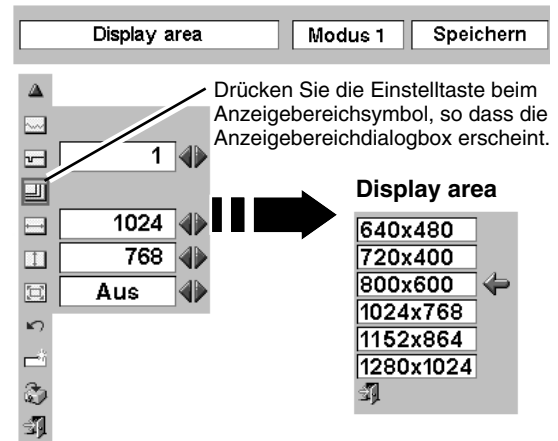 Display area
Modus 1
Speichern
Drücken Sie die Einstelltaste beim
Anzeigebereichsymbol, so dass die
Anzeigebereichdialogbox erscheint.
1
1024
768
Aus
Display area
640x480
720x400
800x600
1024x768
1152x864
1280x1024